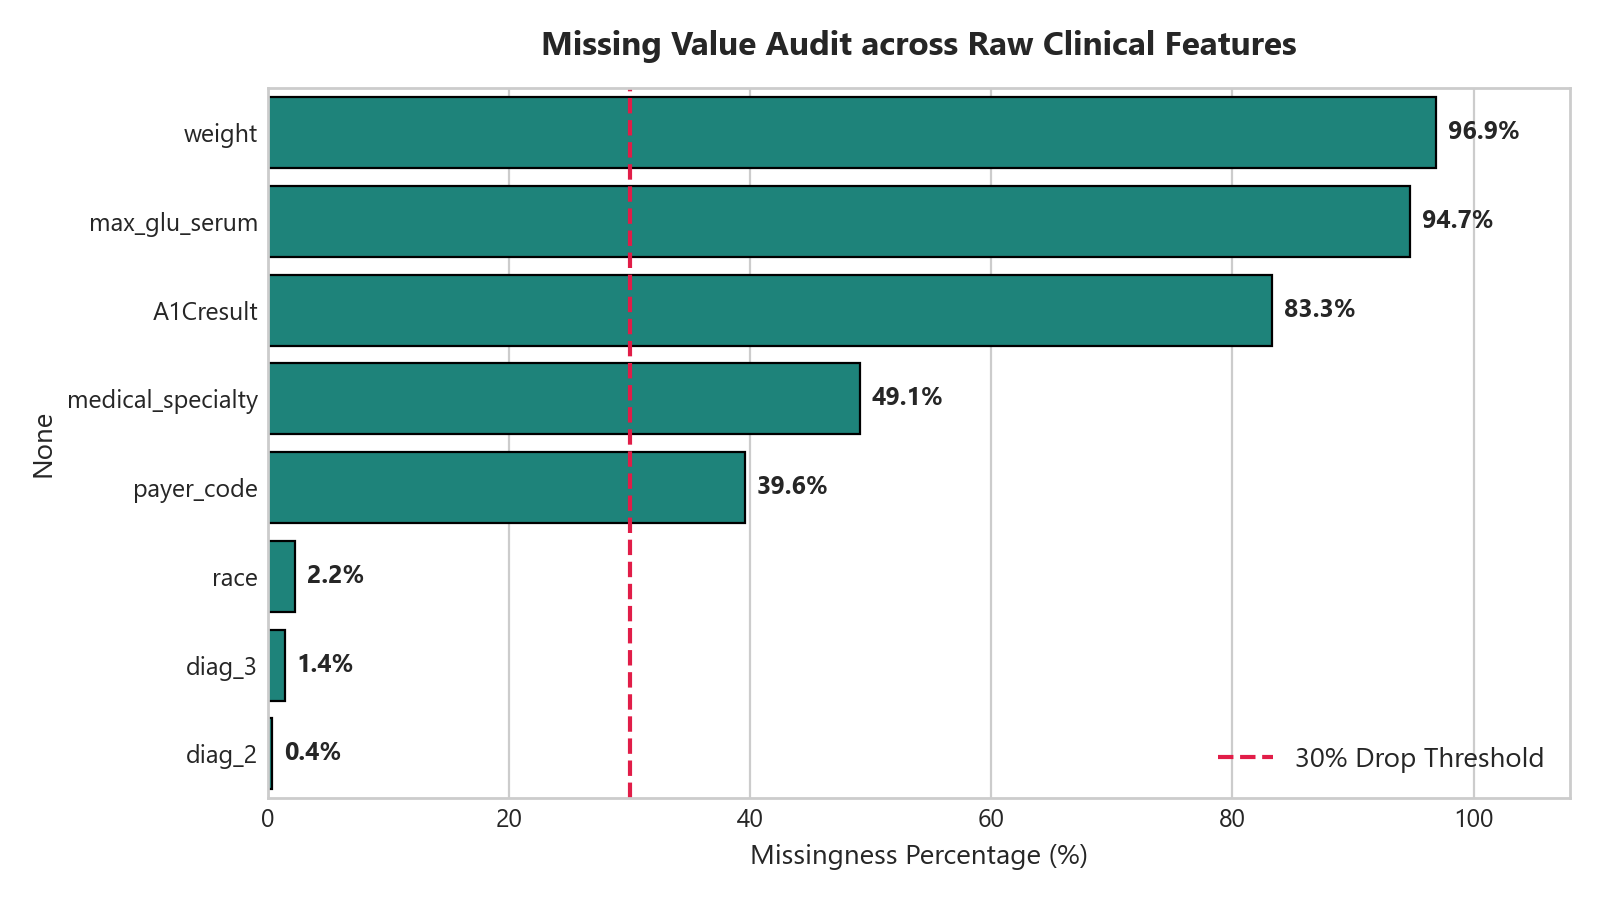 Missing Value Audit across Raw Clinical Features
weight 96.9%
max_glu_serum 94.7%
A1Cresult 83.3%
medical_specialty 49.1%
None
payer_code 39.6%
race 2.2%
diag_3 1.4%
diag_2 0.4%
30% Drop Threshold
0 20 40 60 80 100
Missingness Percentage (%)